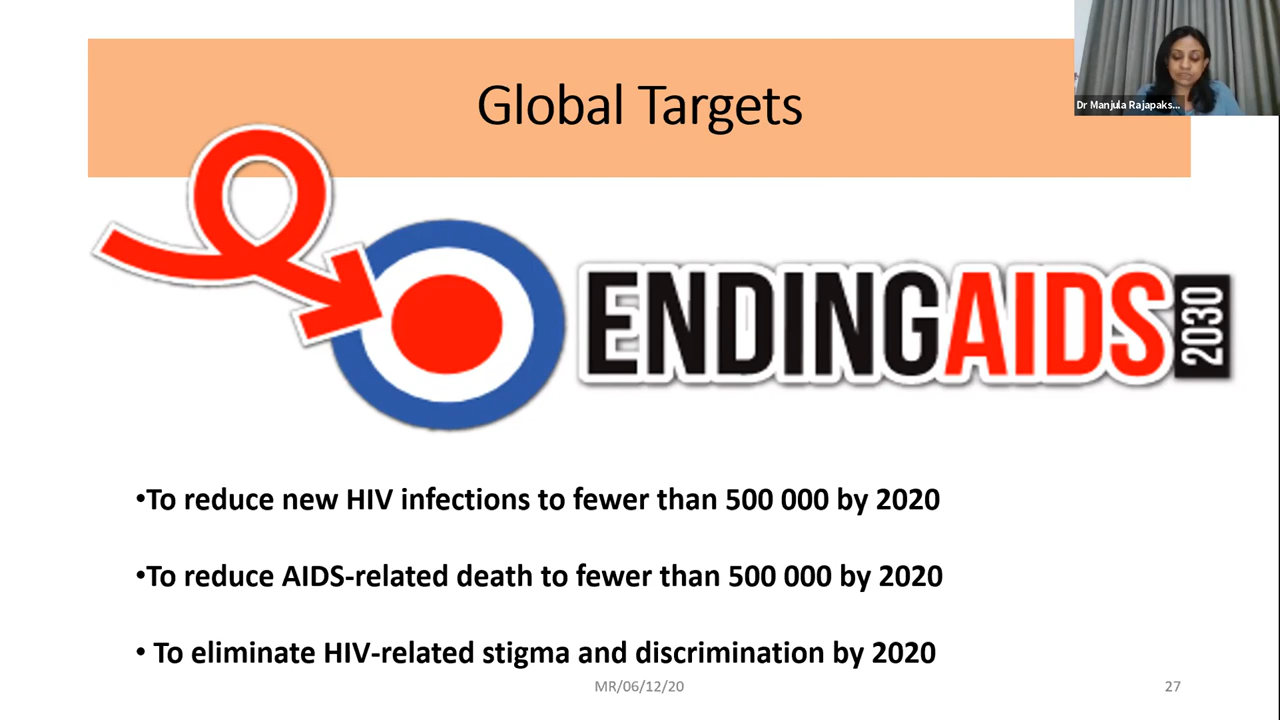 Global Targets
Dr Manjula Rajapaks...
ENDINGAIDS 2030
•To reduce new HIV infections to fewer than 500 000 by 2020
•To reduce AIDS-related death to fewer than 500 000 by 2020
• To eliminate HIV-related stigma and discrimination by 2020
MR/06/12/20
27